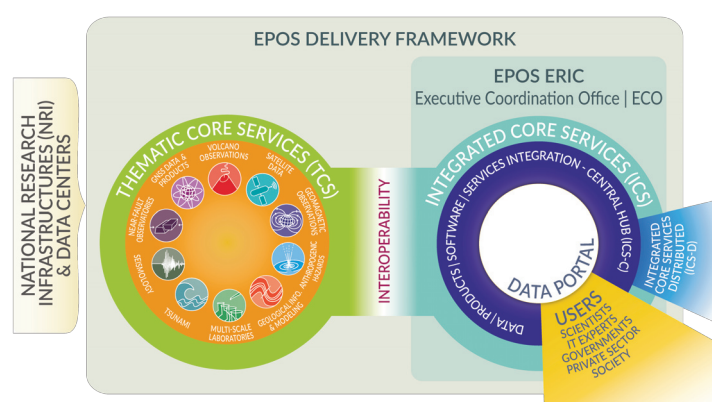 EPOS DELIVERY FRAMEWORK
EPOS ERIC
Executive Coordination Office | ECO
NATIONAL RESEARCH
INFRASTRUCTURES (NRI)
& DATA CENTERS
THEMATIC CORE SERVICES (TCS)
VOLCANO
OBSERVATIONS
SATELLITE
DATA
GEOMAGNETIC
OBSERVATIONS
ANTHROPOGENIC
HAZARDS
GEOLOGICAL INFO.
& MODELING
MULTI-SCALE
LABORATORIES
TSUNAMI
SEISMOLOGY
NEAR-FAULT
OBSERVATORIES
GNSS DATA &
PRODUCTS
INTEROPERABILITY
INTEGRATED CORE SERVICES (ICS)
DATA | PRODUCTS | SOFTWARE | SERVICES INTEGRATION - CENTRAL HUB (ICS-C)
DATA PORTAL
INTEGRATED
CORE SERVICES
DISTRIBUTED
(ICS-D)
USERS
SCIENTISTS
IT EXPERTS
GOVERNMENTS
PRIVATE SECTOR
SOCIETY